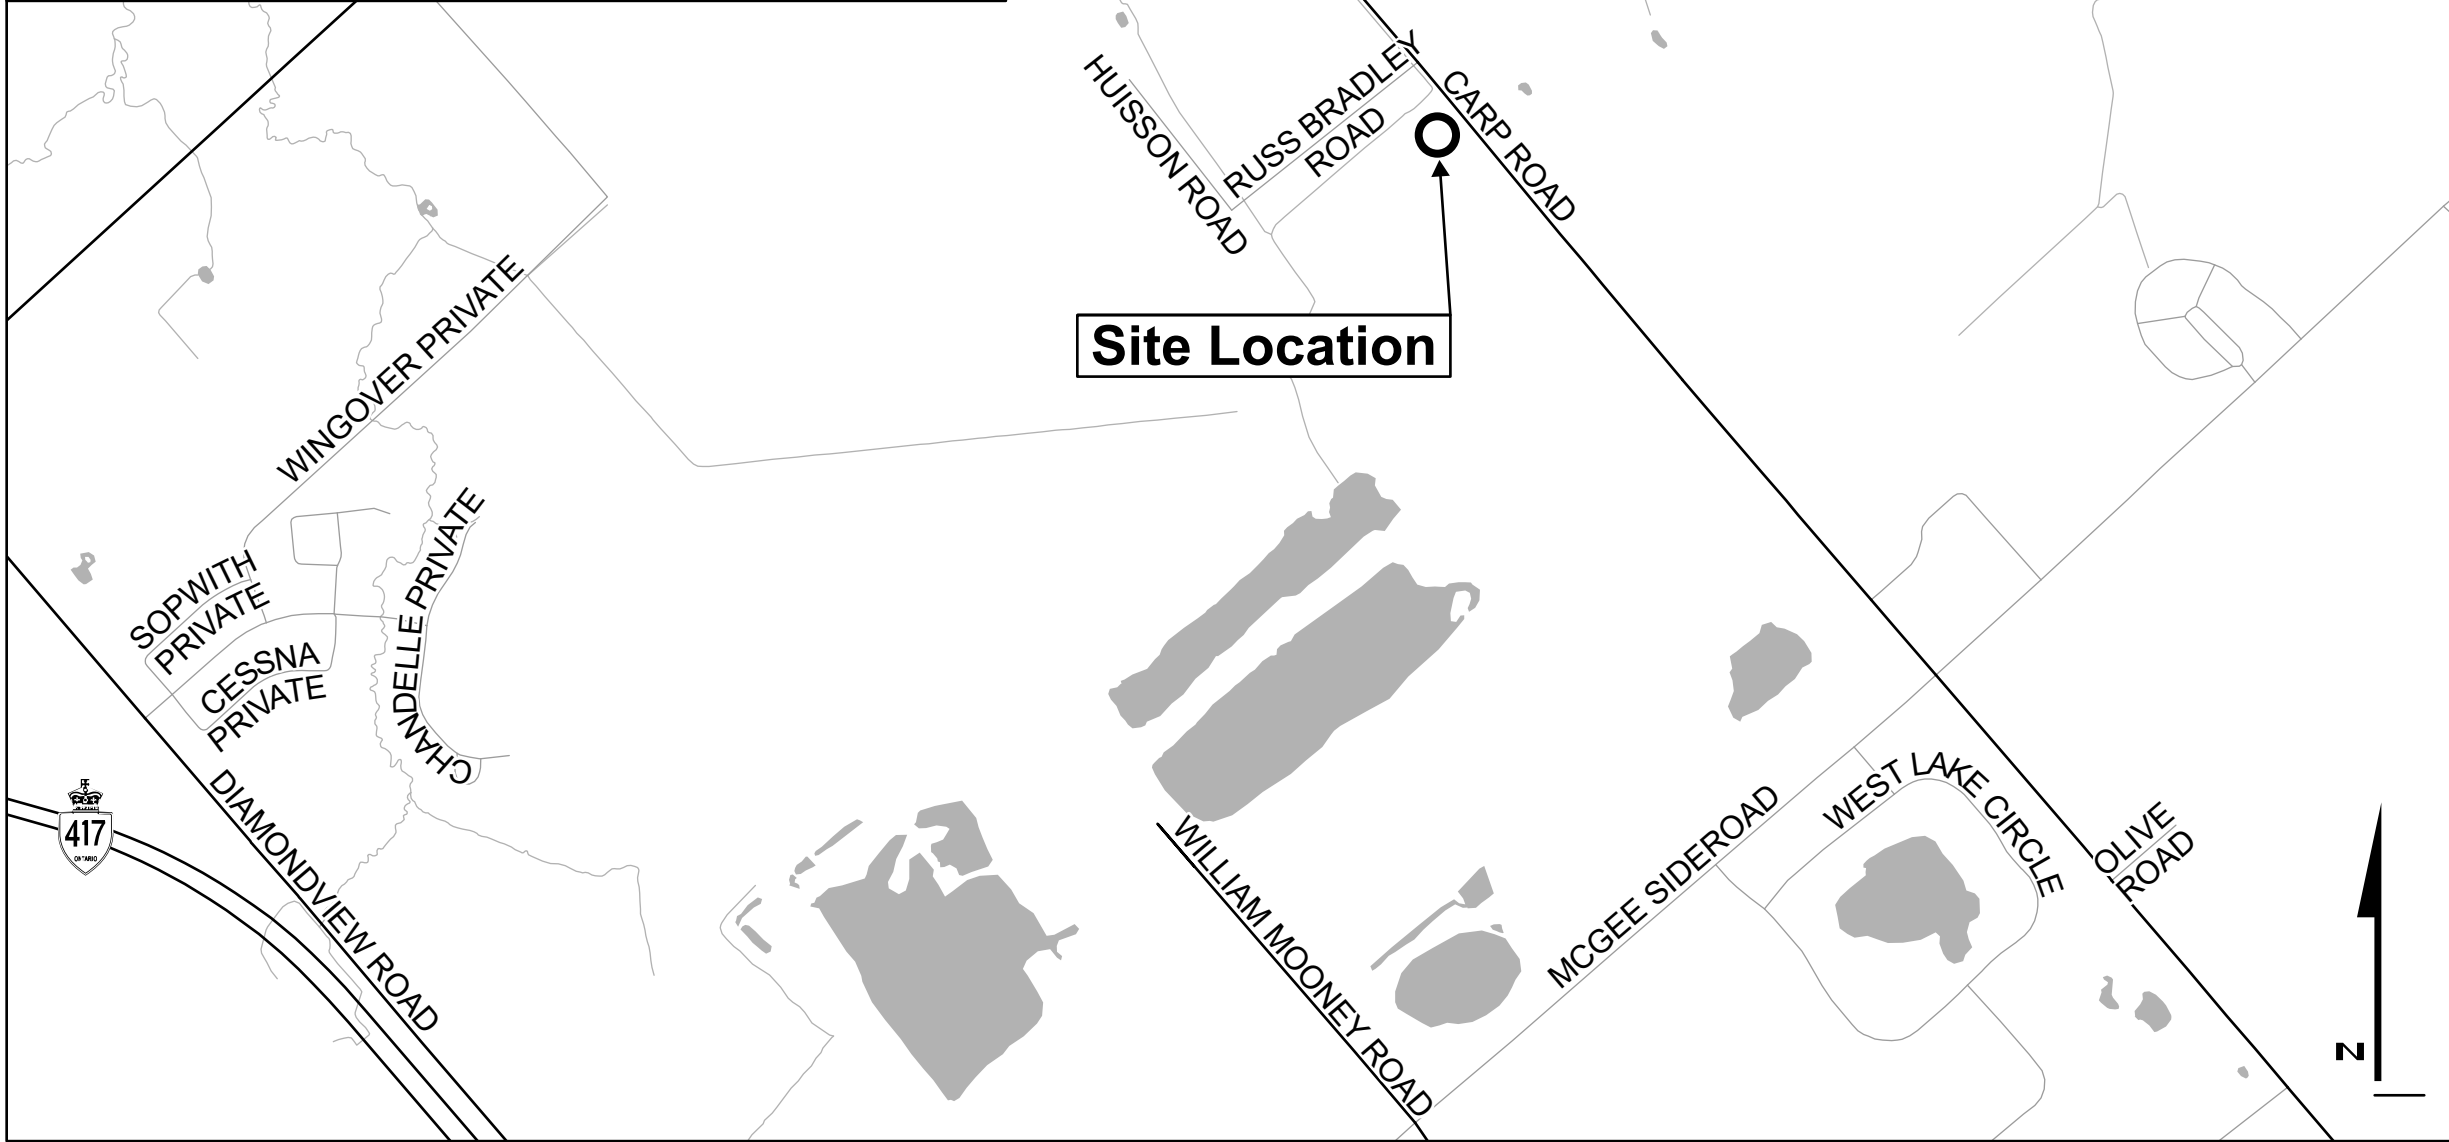 HUISSON ROAD
RUSS BRADLEY
ROAD
CARP ROAD
Site Location
WINGOVER PRIVATE
CHANDELLE PRIVATE
SOPWITH
PRIVATE
CESSNA
PRIVATE
417
ONTARIO
DIAMONDVIEW ROAD
WILLIAM MOONEY ROAD
MCGEE SIDEROAD
WEST LAKE CIRCLE
OLIVE
ROAD
N